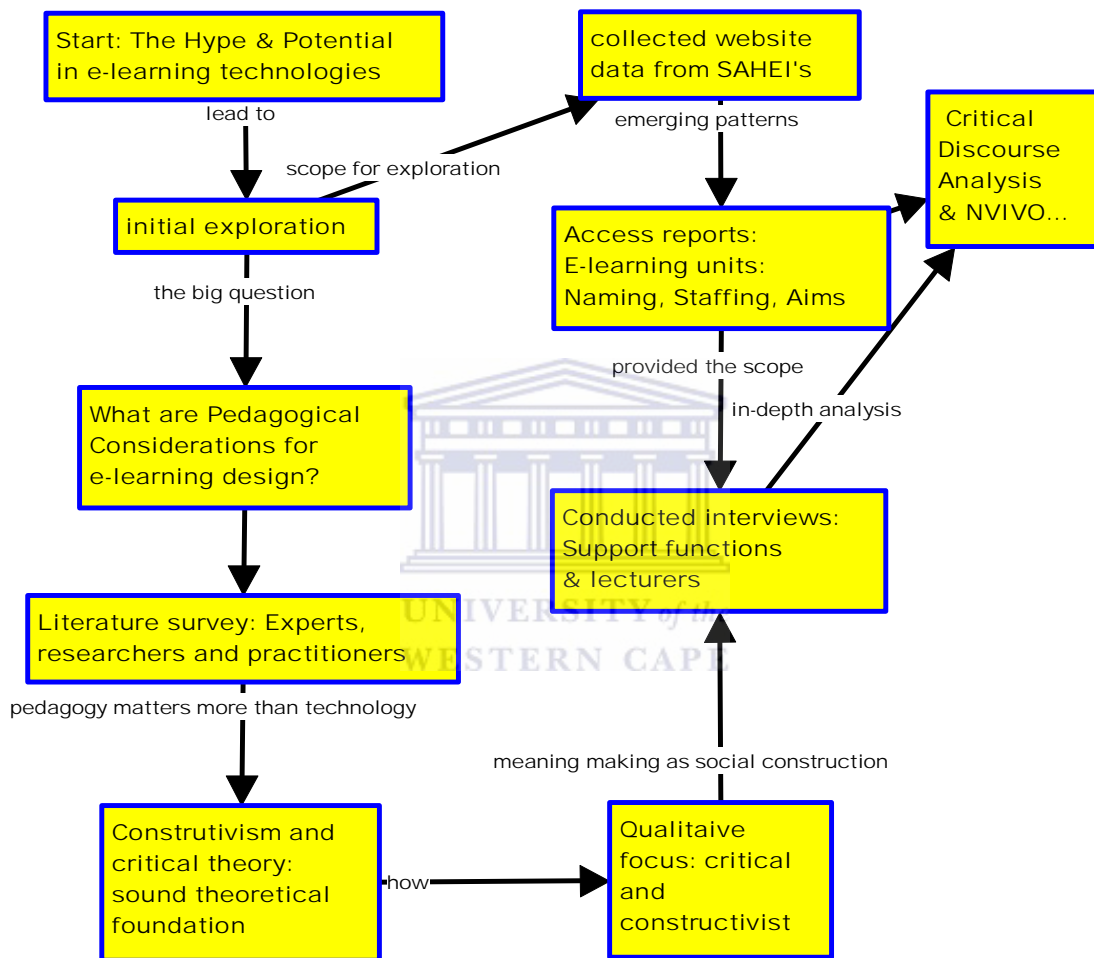 Start: The Hype & Potential
in e-learning technologies
lead to
initial exploration
scope for exploration
the big question
What are Pedagogical
Considerations for
e-learning design?
Literature survey: Experts,
researchers and practitioners
pedagogy matters more than technology
Construtivism and
critical theory:
sound theoretical
foundation
how
Qualitaive
focus: critical
and
constructivist
meaning making as social construction
collected website
data from SAHEI's
emerging patterns
Access reports:
E-learning units:
Naming, Staffing, Aims
provided the scope
Conducted interviews:
Support functions
& lecturers
in-depth analysis
Critical
Discourse
Analysis
& NVIVO...
UNIVERSITY of the
WESTERN CAPE